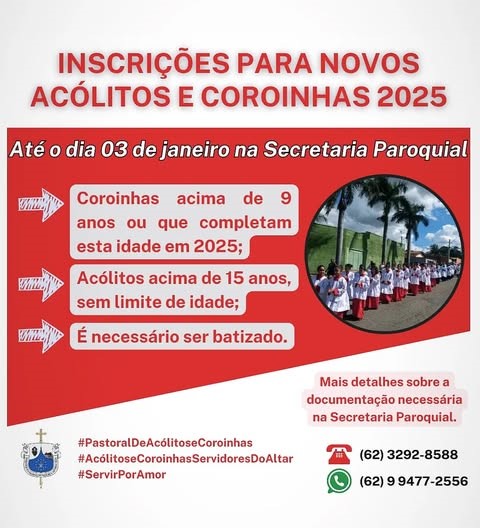 INSCRIÇÕES PARA NOVOS
ACÓLITOS E COROINHAS 2025
Até o dia 03 de janeiro na Secretaria Paroquial
Coroinhas acima de 9
anos ou que completam
esta idade em 2025;
Acólitos acima de 15 anos,
sem limite de idade;
É necessário ser batizado.
Mais detalhes sobre a
documentação necessária
na Secretaria Paroquial.
#PastoralDeAcólitoseCoroinhas
#AcólitoseCoroinhasServidoresDoAltar
#ServirPorAmor
(62) 3292-8588
(62) 9 9477-2556